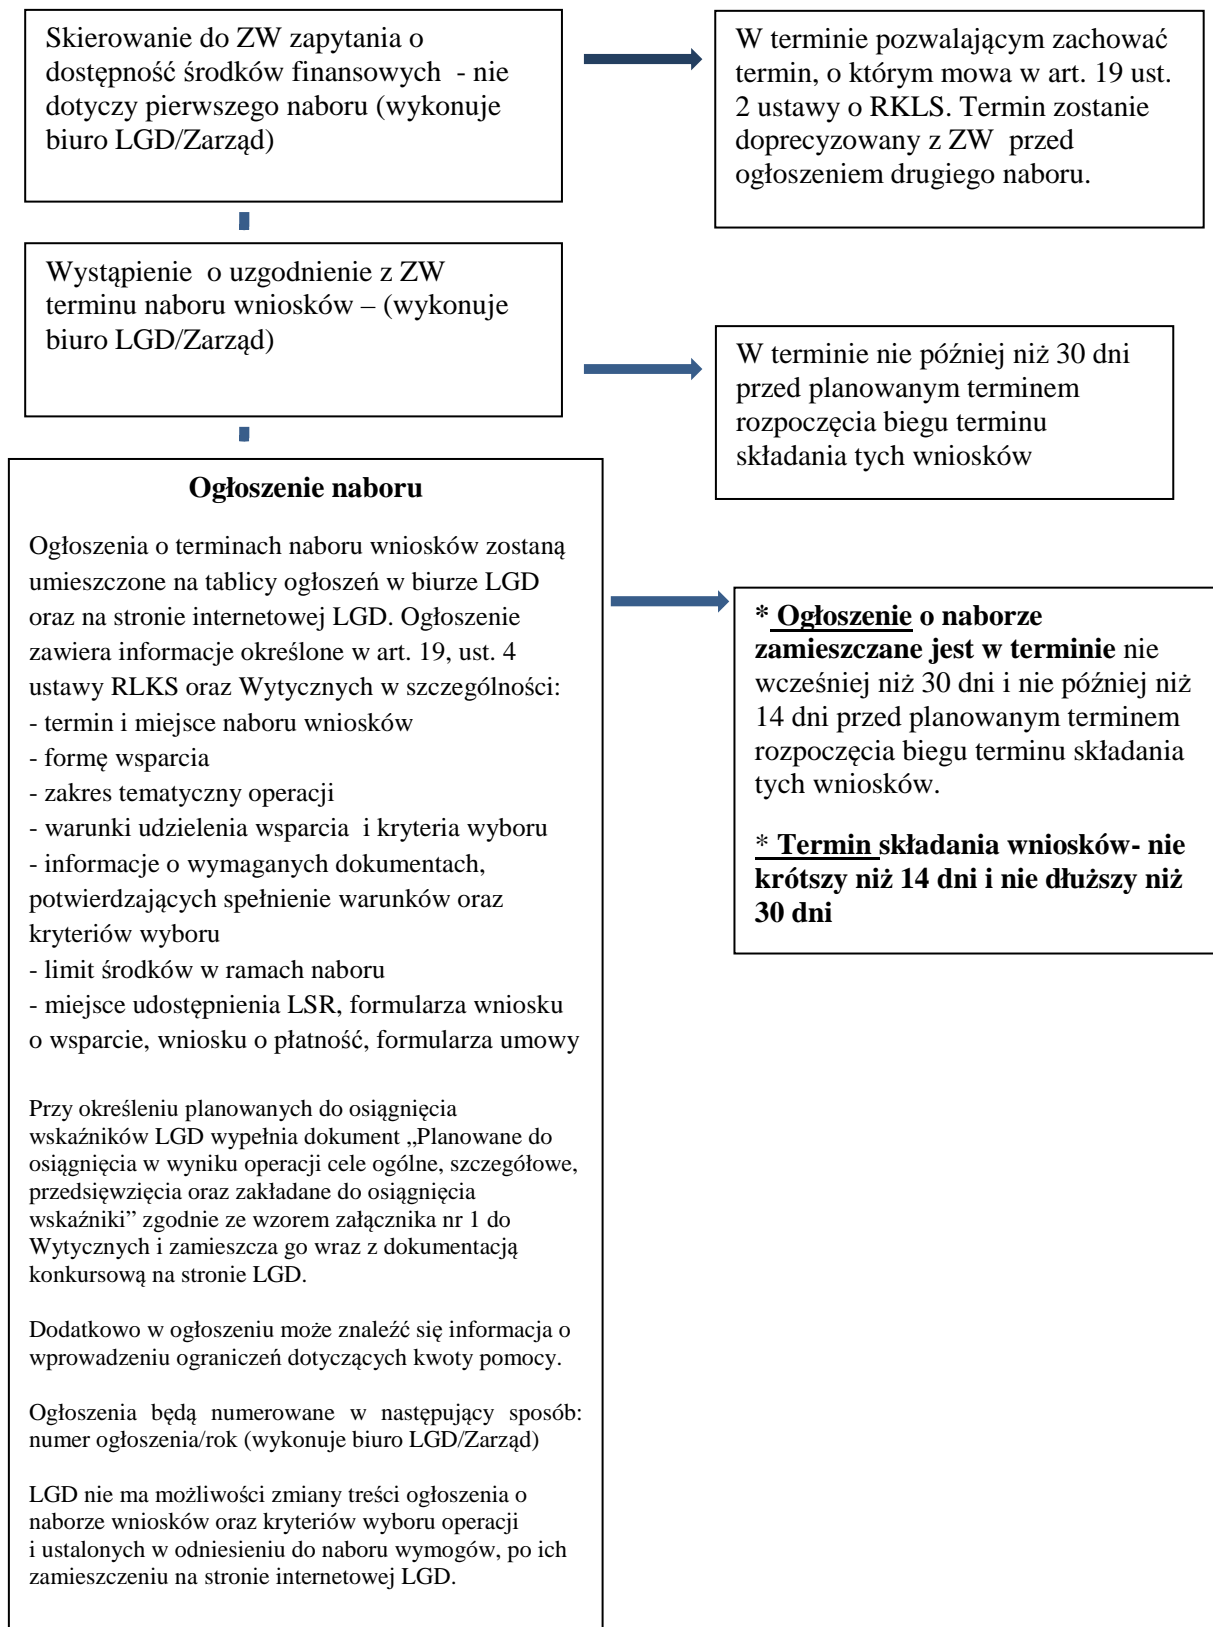 Skierowanie do ZW zapytania o
dostępność środków finansowych - nie
dotyczy pierwszego naboru (wykonuje
biuro LGD/Zarząd)
W terminie pozwalającym zachować
termin, o którym mowa w art. 19 ust.
2 ustawy o RKLS. Termin zostanie
doprecyzowany z ZW przed
ogłoszeniem drugiego naboru.
Wystąpienie o uzgodnienie z ZW
terminu naboru wniosków – (wykonuje
biuro LGD/Zarząd)
W terminie nie później niż 30 dni
przed planowanym terminem
rozpoczęcia biegu terminu
składania tych wniosków
Ogłoszenie naboru
Ogłoszenia o terminach naboru wniosków zostaną
umieszczone na tablicy ogłoszeń w biurze LGD
oraz na stronie internetowej LGD. Ogłoszenie
zawiera informacje określone w art. 19, ust. 4
ustawy RLKS oraz Wytycznych w szczególności:
- termin i miejsce naboru wniosków
- formę wsparcia
- zakres tematyczny operacji
- warunki udzielenia wsparcia i kryteria wyboru
- informacje o wymaganych dokumentach,
potwierdzających spełnienie warunków oraz
kryteriów wyboru
- limit środków w ramach naboru
- miejsce udostępnienia LSR, formularza wniosku
o wsparcie, wniosku o płatność, formularza umowy
Przy określeniu planowanych do osiągnięcia
wskaźników LGD wypełnia dokument „Planowane do
osiągnięcia w wyniku operacji cele ogólne, szczegółowe,
przedsięwzięcia oraz zakładane do osiągnięcia
wskaźniki” zgodnie ze wzorem załącznika nr 1 do
Wytycznych i zamieszcza go wraz z dokumentacją
konkursową na stronie LGD.
Dodatkowo w ogłoszeniu może znaleźć się informacja o
wprowadzeniu ograniczeń dotyczących kwoty pomocy.
Ogłoszenia będą numerowane w następujący sposób:
numer ogłoszenia/rok (wykonuje biuro LGD/Zarząd)
LGD nie ma możliwości zmiany treści ogłoszenia o
naborze wniosków oraz kryteriów wyboru operacji
i ustalonych w odniesieniu do naboru wymogów, po ich
zamieszczeniu na stronie internetowej LGD.
* Ogłoszenie o naborze
zamieszczane jest w terminie nie
wcześniej niż 30 dni i nie później niż
14 dni przed planowanym terminem
rozpoczęcia biegu terminu składania
tych wniosków.
* Termin składania wniosków- nie
krótszy niż 14 dni i nie dłuższy niż
30 dni